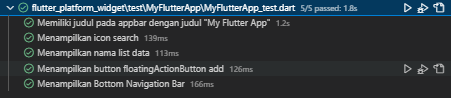 flutter_platform_widget\test\MyFlutterApp\MyFlutterApp_test.dart 5/5 passed: 1.8s
Memiliki judul pada appbar dengan judul "My Flutter App" 1.2s
Menampilkan icon search 139ms
Menampilkan nama list data 113ms
Menampilkan button floatingActionButton add 126ms
Menampilkan Bottom Navigation Bar 166ms